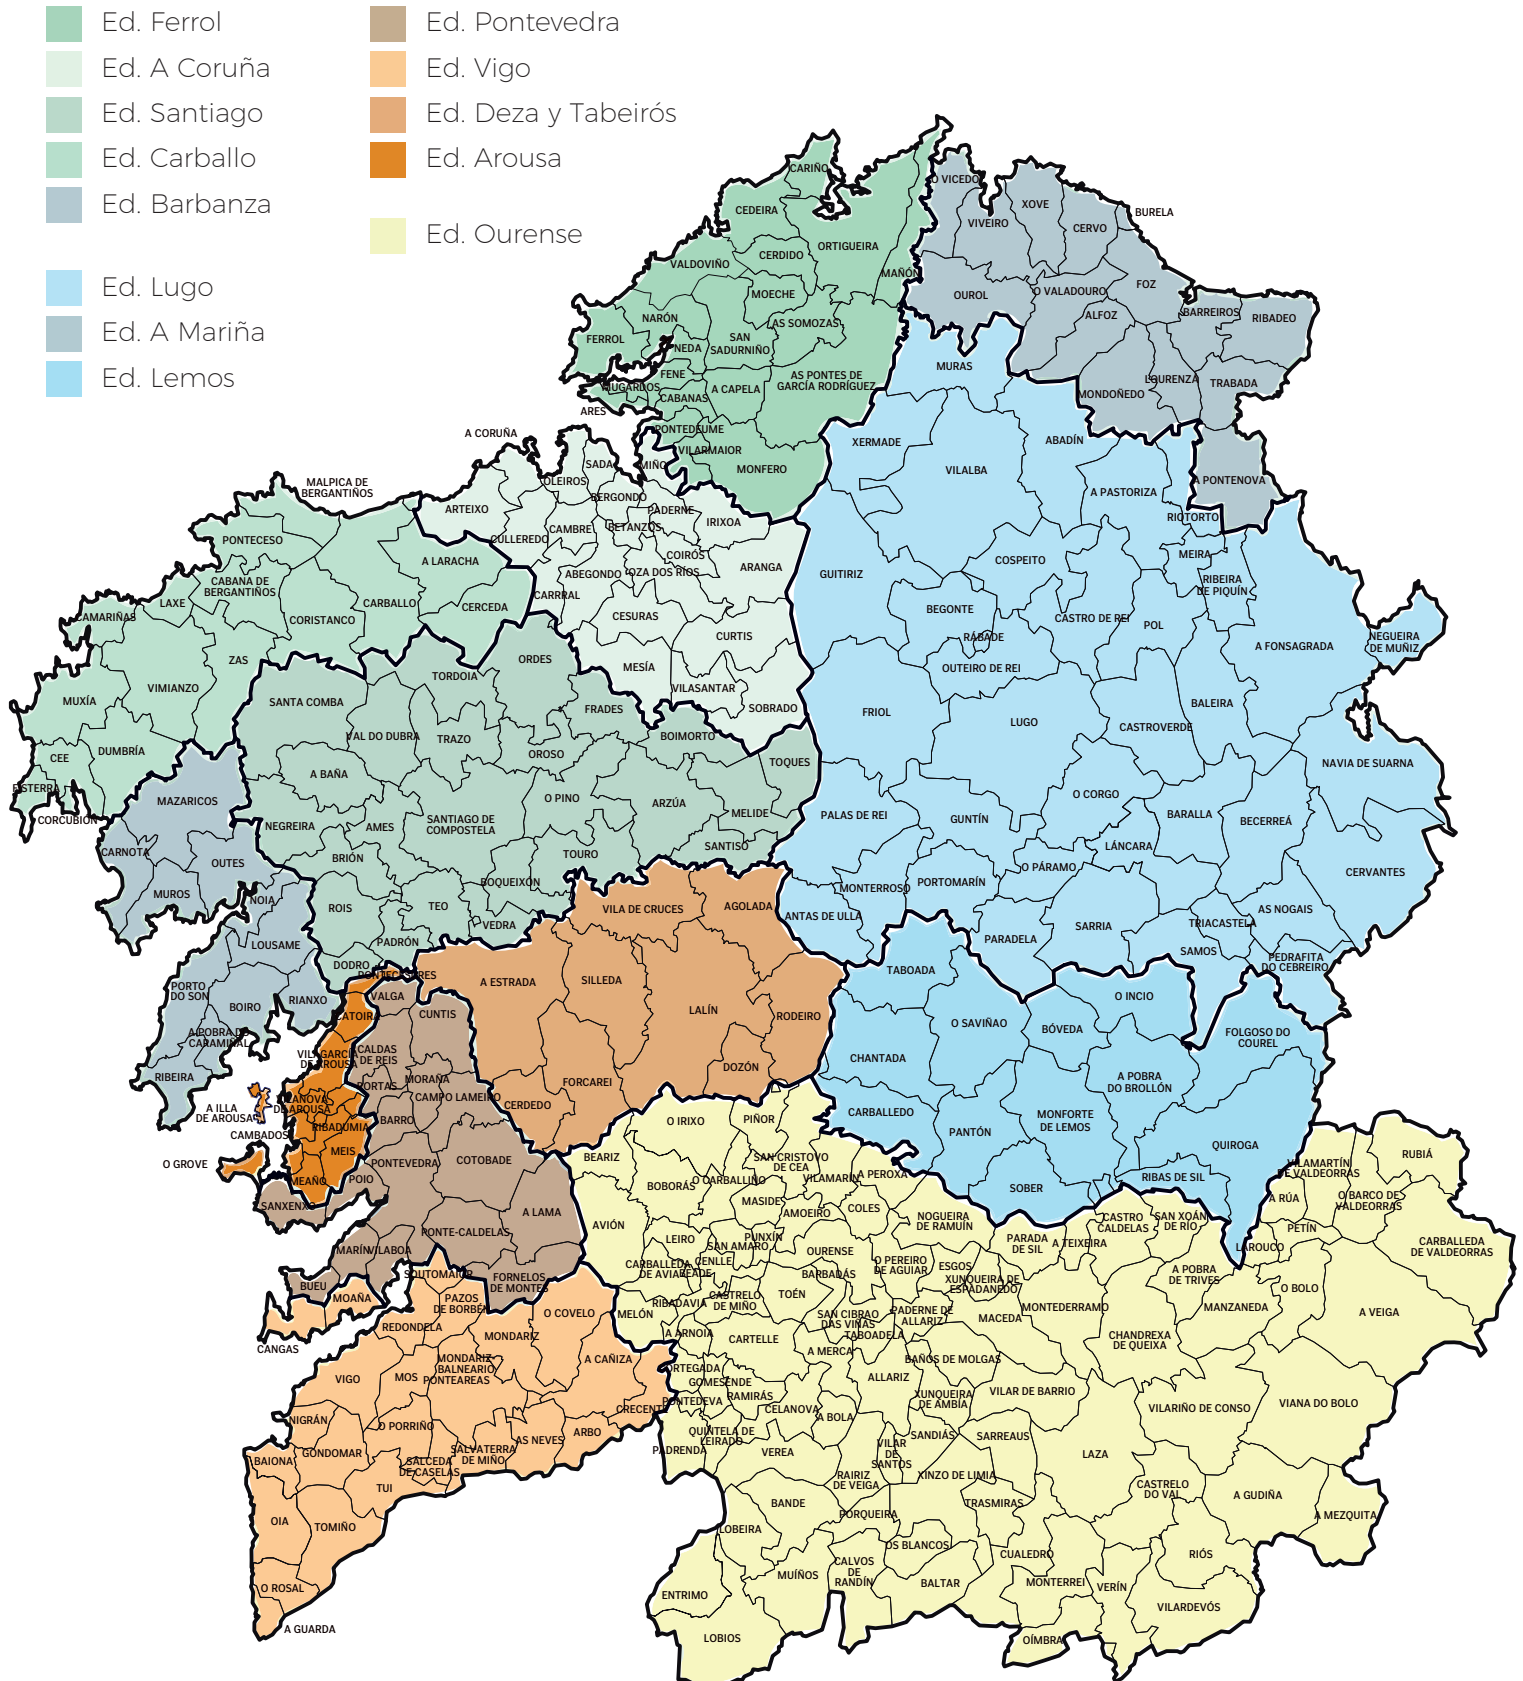 Ed. Ferrol
Ed. A Coruña
Ed. Santiago
Ed. Carballo
Ed. Barbanza
Ed. Lugo
Ed. A Mariña
Ed. Lemos
Ed. Pontevedra
Ed. Vigo
Ed. Deza y Tabeirós
Ed. Arousa
Ed. Ourense
CARIÑO
CEDEIRA
ORTIGUEIRA
CERDIDO
VALDOVIÑO
MAÑÓN
MOECHE
NARÓN
AS SOMOZAS
FERROL
NEDA
SAN
SADURNIÑO
FENE
AS PONTES DE
GARCÍA RODRÍGUEZ
MUGARDOS
A CAPELA
CABANAS
ARES
PONTEDEUME
VILARMAIOR
MONFERO
O VICEDO
VIVEIRO
XOVE
CERVO
BURELA
OUROL
O VALADOURO
FOZ
ALFOZ
BARREIROS
RIBADEO
LOURENZÁ
TRABADA
MONDOÑEDO
A PONTENOVA
A CORUÑA
SADA
MIÑO
OLEIROS
BERGONDO
PADERNE
ARTEIXO
CAMBRE
BETANZOS
IRIXOA
CULLEREDO
COIRÓS
ARANGA
ABEGONDO
OZA DOS RÍOS
CARRRAL
CESURAS
CURTIS
MESÍA
VILASANTAR
SOBRADO
MALPICA DE
BERGANTIÑOS
PONTECESO
A LARACHA
CABANA DE
BERGANTIÑOS
LAXE
CARBALLO
CERCEDA
CAMARIÑAS
CORISTANCO
ZAS
VIMIANZO
MUXÍA
DUMBRÍA
CEE
FISTERRA
CORCUBIÓN
ORDES
TORDOIA
SANTA COMBA
FRADES
VAL DO DUBRA
TRAZO
BOIMORTO
OROSO
TOQUES
A BAÑA
O PINO
ARZÚA
MELIDE
NEGREIRA
AMES
SANTIAGO DE
COMPOSTELA
SANTISO
BRIÓN
TOURO
BOQUEIXÓN
ROIS
TEO
VEDRA
PADRÓN
DODRO
MAZARICOS
CARNOTA
OUTES
MUROS
NOIA
LOUSAME
PORTO
DO SON
BOIRO
RIANXO
A POBRA DO
CARAMIÑAL
RIBEIRA
MURAS
XERMADE
ABADÍN
VILALBA
A PASTORIZA
RIOTORTO
MEIRA
COSPEITO
GUITIRIZ
RIBEIRA
DE PIQUÍN
BEGONTE
CASTRO DE REI
POL
RÁBADE
A FONSAGRADA
NEGUEIRA
DE MUÑIZ
OUTEIRO DE REI
BALEIRA
FRIOL
LUGO
CASTROVERDE
NAVIA DE SUARNA
O CORGO
PALAS DE REI
GUNTÍN
BARALLA
BECERREÁ
LÁNCARA
O PÁRAMO
CERVANTES
MONTERROSO
PORTOMARÍN
AS NOGAIS
ANTAS DE ULLA
SARRIA
TRIACASTELA
PARADELA
SAMOS
PEDRAFITA
DO CEBREIRO
TABOADA
O INCIO
O SAVIÑAO
BÓVEDA
FOLGOSO DO
COUREL
CHANTADA
A POBRA
DO BROLLÓN
CARBALLEDO
MONFORTE
DE LEMOS
PANTÓN
QUIROGA
RIBAS DE SIL
SOBER
VILA DE CRUCES
AGOLADA
A ESTRADA
SILLEDA
LALÍN
RODEIRO
DOZÓN
FORCAREI
CERDEDO
PONTECESURES
CATOIRA
VILAGARCÍA
DE AROUSA
A ILLA
DE AROUSA
VILANOVA
DE AROUSA
CAMBADOS
RIBADUMIA
O GROVE
MEIS
MEAÑO
VALGA
CUNTIS
CALDAS
DE REIS
MORAÑA
PORTAS
CAMPO LAMEIRO
BARRO
PONTEVEDRA
COTOBADE
POIO
SANXENXO
A LAMA
PONTE-CALDELAS
MARÍN
VILABOA
BUEU
FORNELOS
DE MONTES
SOUTOMAIOR
MOAÑA
PAZOS
DE BORBÉN
O COVELO
CANGAS
REDONDELA
MONDARIZ
MONDARIZ-
BALNEARIO
A CAÑIZA
VIGO
MOS
PONTEAREAS
CRECENTE
NIGRÁN
O PORRIÑO
ARBO
AS NEVES
GONDOMAR
SALVATERRA
DE MIÑO
BAIONA
SALCEDA
DE CASELAS
TUI
OIA
TOMIÑO
O ROSAL
A GUARDA
O IRIXO
PIÑOR
BEARIZ
SAN CRISTOVO
DE CEA
O CARBALLIÑO
VILAMARÍN
A PEROXA
BOBORÁS
MASIDE
AMOEIRO
COLES
AVIÓN
NOGUEIRA
DE RAMUÍN
LEIRO
PUNXÍN
SAN AMARO
OURENSE
CENLLE
CARBALLEDA
DE AVIA
BEADE
BARBADÁS
O PEREIRO
DE AGUIAR
ESGOS
XUNQUEIRA DE
ESPADANEDO
PARADA
DE SIL
A TEIXEIRA
CASTRO
CALDELAS
SAN XOÁN
DE RÍO
LAROUCO
PETÍN
A RÚA
VILAMARTÍN
DE VALDEORRAS
RUBIÁ
O BARCO DE
VALDEORRAS
CARBALLEDA
DE VALDEORRAS
A POBRA
DE TRIVES
O BOLO
A VEIGA
MANZANEDA
MONTEDERRAMO
CHANDREXA
DE QUEIXA
MELÓN
RIBADAVIA
CASTRELO
DE MIÑO
TOÉN
SAN CIBRAO
DAS VIÑAS
PADERNE DE
ALLARIZ
MACEDA
A ARNOIA
CARTELLE
TABOADELA
A MERCA
BAÑOS DE MOLGAS
CORTEGADA
GOMESENDE
ALLARIZ
PONTEDEVA
RAMIRÁS
XUNQUEIRA
DE AMBÍA
VILAR DE BARRIO
CELANOVA
A BOLA
VILARIÑO DE CONSO
VIANA DO BOLO
PADRENDA
QUINTELA DE
LEIRADO
VEREA
SANDIÁS
SARREAUS
VILAR
DE
SANTOS
LAZA
RAIRIZ
DE VEIGA
XINZO DE LIMIA
CASTRELO
DO VAL
A GUDIÑA
BANDE
TRASMIRAS
A MEZQUITA
PORQUEIRA
LOBEIRA
OS BLANCOS
CUALEDRO
RIÓS
CALVOS
DE
RANDÍN
MUÍÑOS
BALTAR
MONTERREI
VERÍN
ENTRIMO
VILARDEVÓS
LOBIOS
OÍMBRA